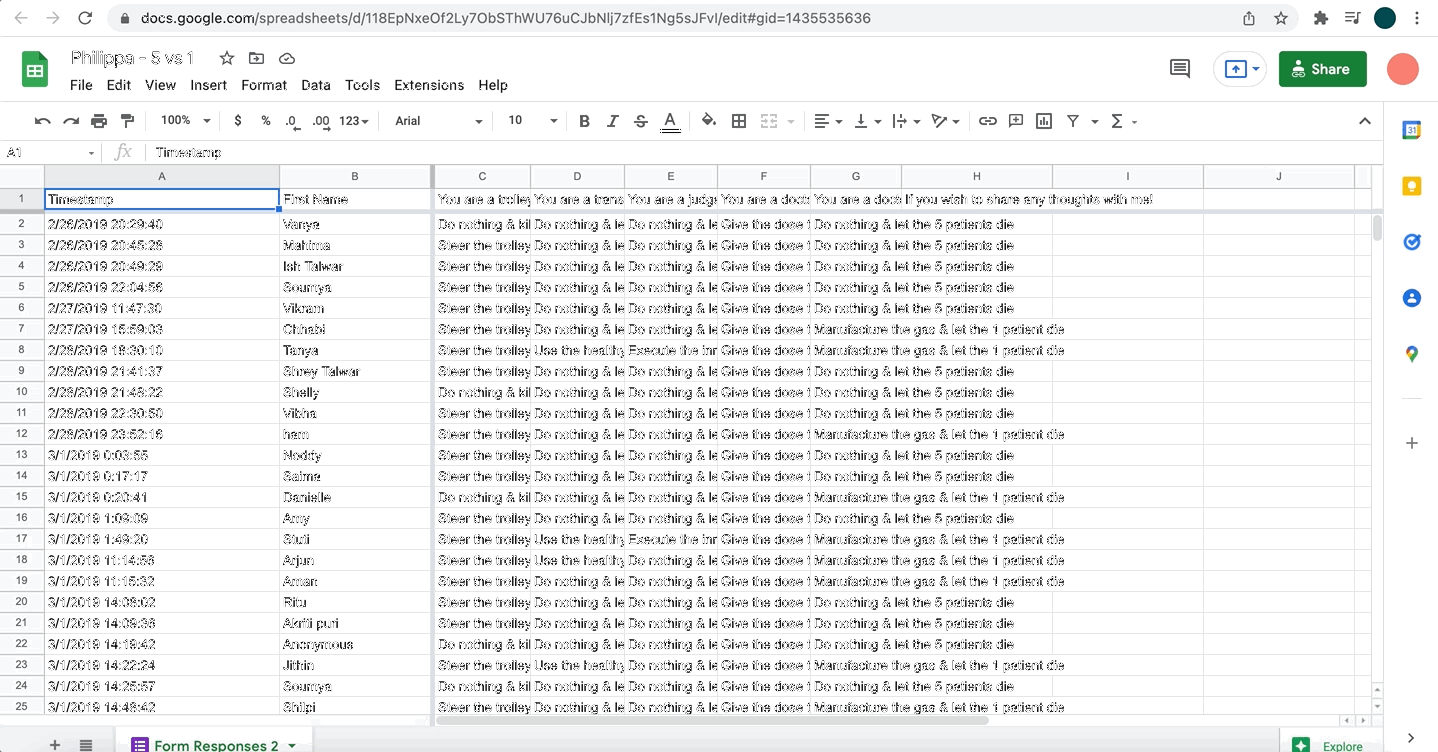 docs.google.com/spreadsheets/d/118EpNxeOf2Ly7ObSThWU76uCJbNlj7zfEs1Ng5sJFvI/edit#gid=1435535636
Philippa - 5 vs 1
File Edit View Insert Format Data Tools Extensions Help
Share
100% $ % .0 .00 123 Arial 10 B I S A Σ
A1 fx Timestamp
A B C D E F G H I J
1 Timestamp First Name You are a trolley You are a trans You are a judge You are a doct You are a doct If you wish to share any thoughts with me!
2 2/26/2019 20:29:40 Vanya Do nothing & kil Do nothing & le Do nothing & le Give the dose t Do nothing & let the 5 patients die
3 2/26/2019 20:45:28 Mahima Steer the trolley Do nothing & le Do nothing & le Give the dose t Do nothing & let the 5 patients die
4 2/26/2019 20:49:29 Ish Talwar Steer the trolley Do nothing & le Do nothing & le Give the dose t Do nothing & let the 5 patients die
5 2/26/2019 22:04:56 Soumya Steer the trolley Do nothing & le Do nothing & le Give the dose t Do nothing & let the 5 patients die
6 2/27/2019 11:47:30 Vikram Steer the trolley Do nothing & le Do nothing & le Give the dose t Do nothing & let the 5 patients die
7 2/27/2019 15:59:03 Chhabi Steer the trolley Do nothing & le Do nothing & le Give the dose t Manufacture the gas & let the 1 patient die
8 2/28/2019 18:30:10 Tanya Steer the trolley Use the healthy Execute the inn Give the dose t Manufacture the gas & let the 1 patient die
9 2/28/2019 21:41:37 Shrey Talwar Steer the trolley Do nothing & le Do nothing & le Give the dose t Do nothing & let the 5 patients die
10 2/28/2019 21:48:22 Shelly Do nothing & kil Do nothing & le Do nothing & le Give the dose t Do nothing & let the 5 patients die
11 2/28/2019 22:30:50 Vibha Steer the trolley Do nothing & le Do nothing & le Give the dose t Do nothing & let the 5 patients die
12 2/28/2019 23:52:16 ham Steer the trolley Do nothing & le Do nothing & le Give the dose t Manufacture the gas & let the 1 patient die
13 3/1/2019 0:03:55 Noddy Steer the trolley Do nothing & le Do nothing & le Give the dose t Do nothing & let the 5 patients die
14 3/1/2019 0:17:17 Saima Steer the trolley Do nothing & le Do nothing & le Give the dose t Do nothing & let the 5 patients die
15 3/1/2019 0:20:41 Danielle Do nothing & kil Do nothing & le Do nothing & le Give the dose t Manufacture the gas & let the 1 patient die
16 3/1/2019 1:09:09 Amy Steer the trolley Do nothing & le Do nothing & le Give the dose t Do nothing & let the 5 patients die
17 3/1/2019 1:49:20 Stuti Steer the trolley Use the healthy Execute the inn Give the dose t Manufacture the gas & let the 1 patient die
18 3/1/2019 11:14:56 Arjun Steer the trolley Use the healthy Do nothing & le Give the dose t Manufacture the gas & let the 1 patient die
19 3/1/2019 11:15:32 Aman Steer the trolley Do nothing & le Do nothing & le Give the dose t Manufacture the gas & let the 1 patient die
20 3/1/2019 14:08:02 Ritu Steer the trolley Do nothing & le Do nothing & le Give the dose t Do nothing & let the 5 patients die
21 3/1/2019 14:09:36 Akriti puri Steer the trolley Do nothing & le Do nothing & le Give the dose t Do nothing & let the 5 patients die
22 3/1/2019 14:19:42 Anonymous Do nothing & kil Do nothing & le Do nothing & le Give the dose t Do nothing & let the 5 patients die
23 3/1/2019 14:22:24 Jithin Steer the trolley Use the healthy Do nothing & le Give the dose t Manufacture the gas & let the 1 patient die
24 3/1/2019 14:25:57 Soumya Do nothing & kil Do nothing & le Do nothing & le Give the dose t Do nothing & let the 5 patients die
25 3/1/2019 14:46:42 Shilpi Steer the trolley Do nothing & le Do nothing & le Give the dose t Manufacture the gas & let the 1 patient die
Form Responses 2 Explore
31